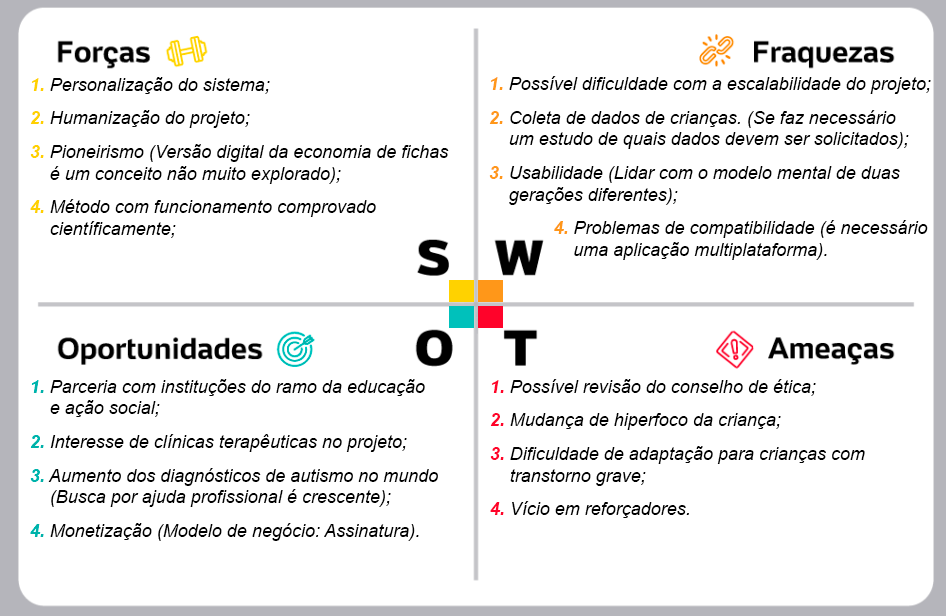 Forças
1. Personalização do sistema;
2. Humanização do projeto;
3. Pioneirismo (Versão digital da economia de fichas
é um conceito não muito explorado);
4. Método com funcionamento comprovado
científicamente;
Fraquezas
1. Possível dificuldade com a escalabilidade do projeto;
2. Coleta de dados de crianças. (Se faz necessário
um estudo de quais dados devem ser solicitados);
3. Usabilidade (Lidar com o modelo mental de duas
gerações diferentes);
4. Problemas de compatibilidade (é necessário
uma aplicação multiplataforma).
S W
O T
Oportunidades
1. Parceria com instituções do ramo da educação
e ação social;
2. Interesse de clínicas terapêuticas no projeto;
3. Aumento dos diagnósticos de autismo no mundo
(Busca por ajuda profissional é crescente);
4. Monetização (Modelo de negócio: Assinatura).
Ameaças
1. Possível revisão do conselho de ética;
2. Mudança de hiperfoco da criança;
3. Dificuldade de adaptação para crianças com
transtorno grave;
4. Vício em reforçadores.